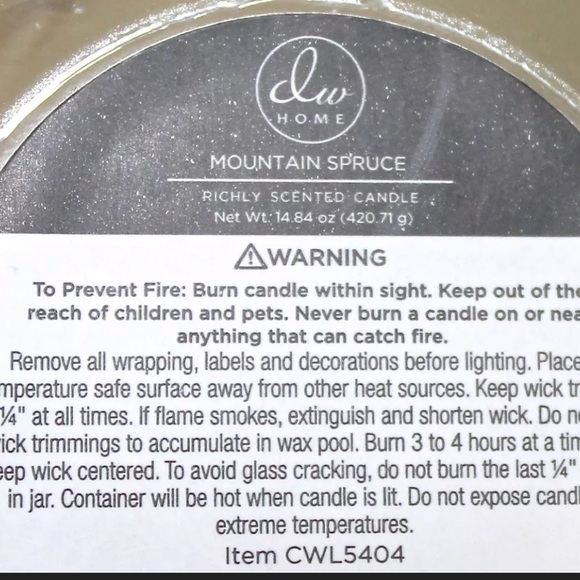 dw
HOME
MOUNTAIN SPRUCE
RICHLY SCENTED CANDLE
Net Wt. 14.84 oz (420.71 g)
⚠WARNING
To Prevent Fire: Burn candle within sight. Keep out of the
reach of children and pets. Never burn a candle on or nea
anything that can catch fire.
Remove all wrapping, labels and decorations before lighting. Place
mperature safe surface away from other heat sources. Keep wick tr
¼" at all times. If flame smokes, extinguish and shorten wick. Do no
ick trimmings to accumulate in wax pool. Burn 3 to 4 hours at a tim
eep wick centered. To avoid glass cracking, do not burn the last ¼"
in jar. Container will be hot when candle is lit. Do not expose candl
extreme temperatures.
Item CWL5404